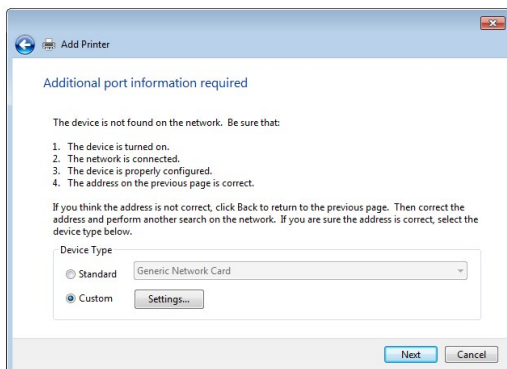 Add Printer
Additional port information required
The device is not found on the network. Be sure that:
1. The device is turned on.
2. The network is connected.
3. The device is properly configured.
4. The address on the previous page is correct.
If you think the address is not correct, click Back to return to the previous page. Then correct the
address and perform another search on the network. If you are sure the address is correct, select the
device type below.
Device Type
Standard
Generic Network Card
Custom
Settings...
Next
Cancel